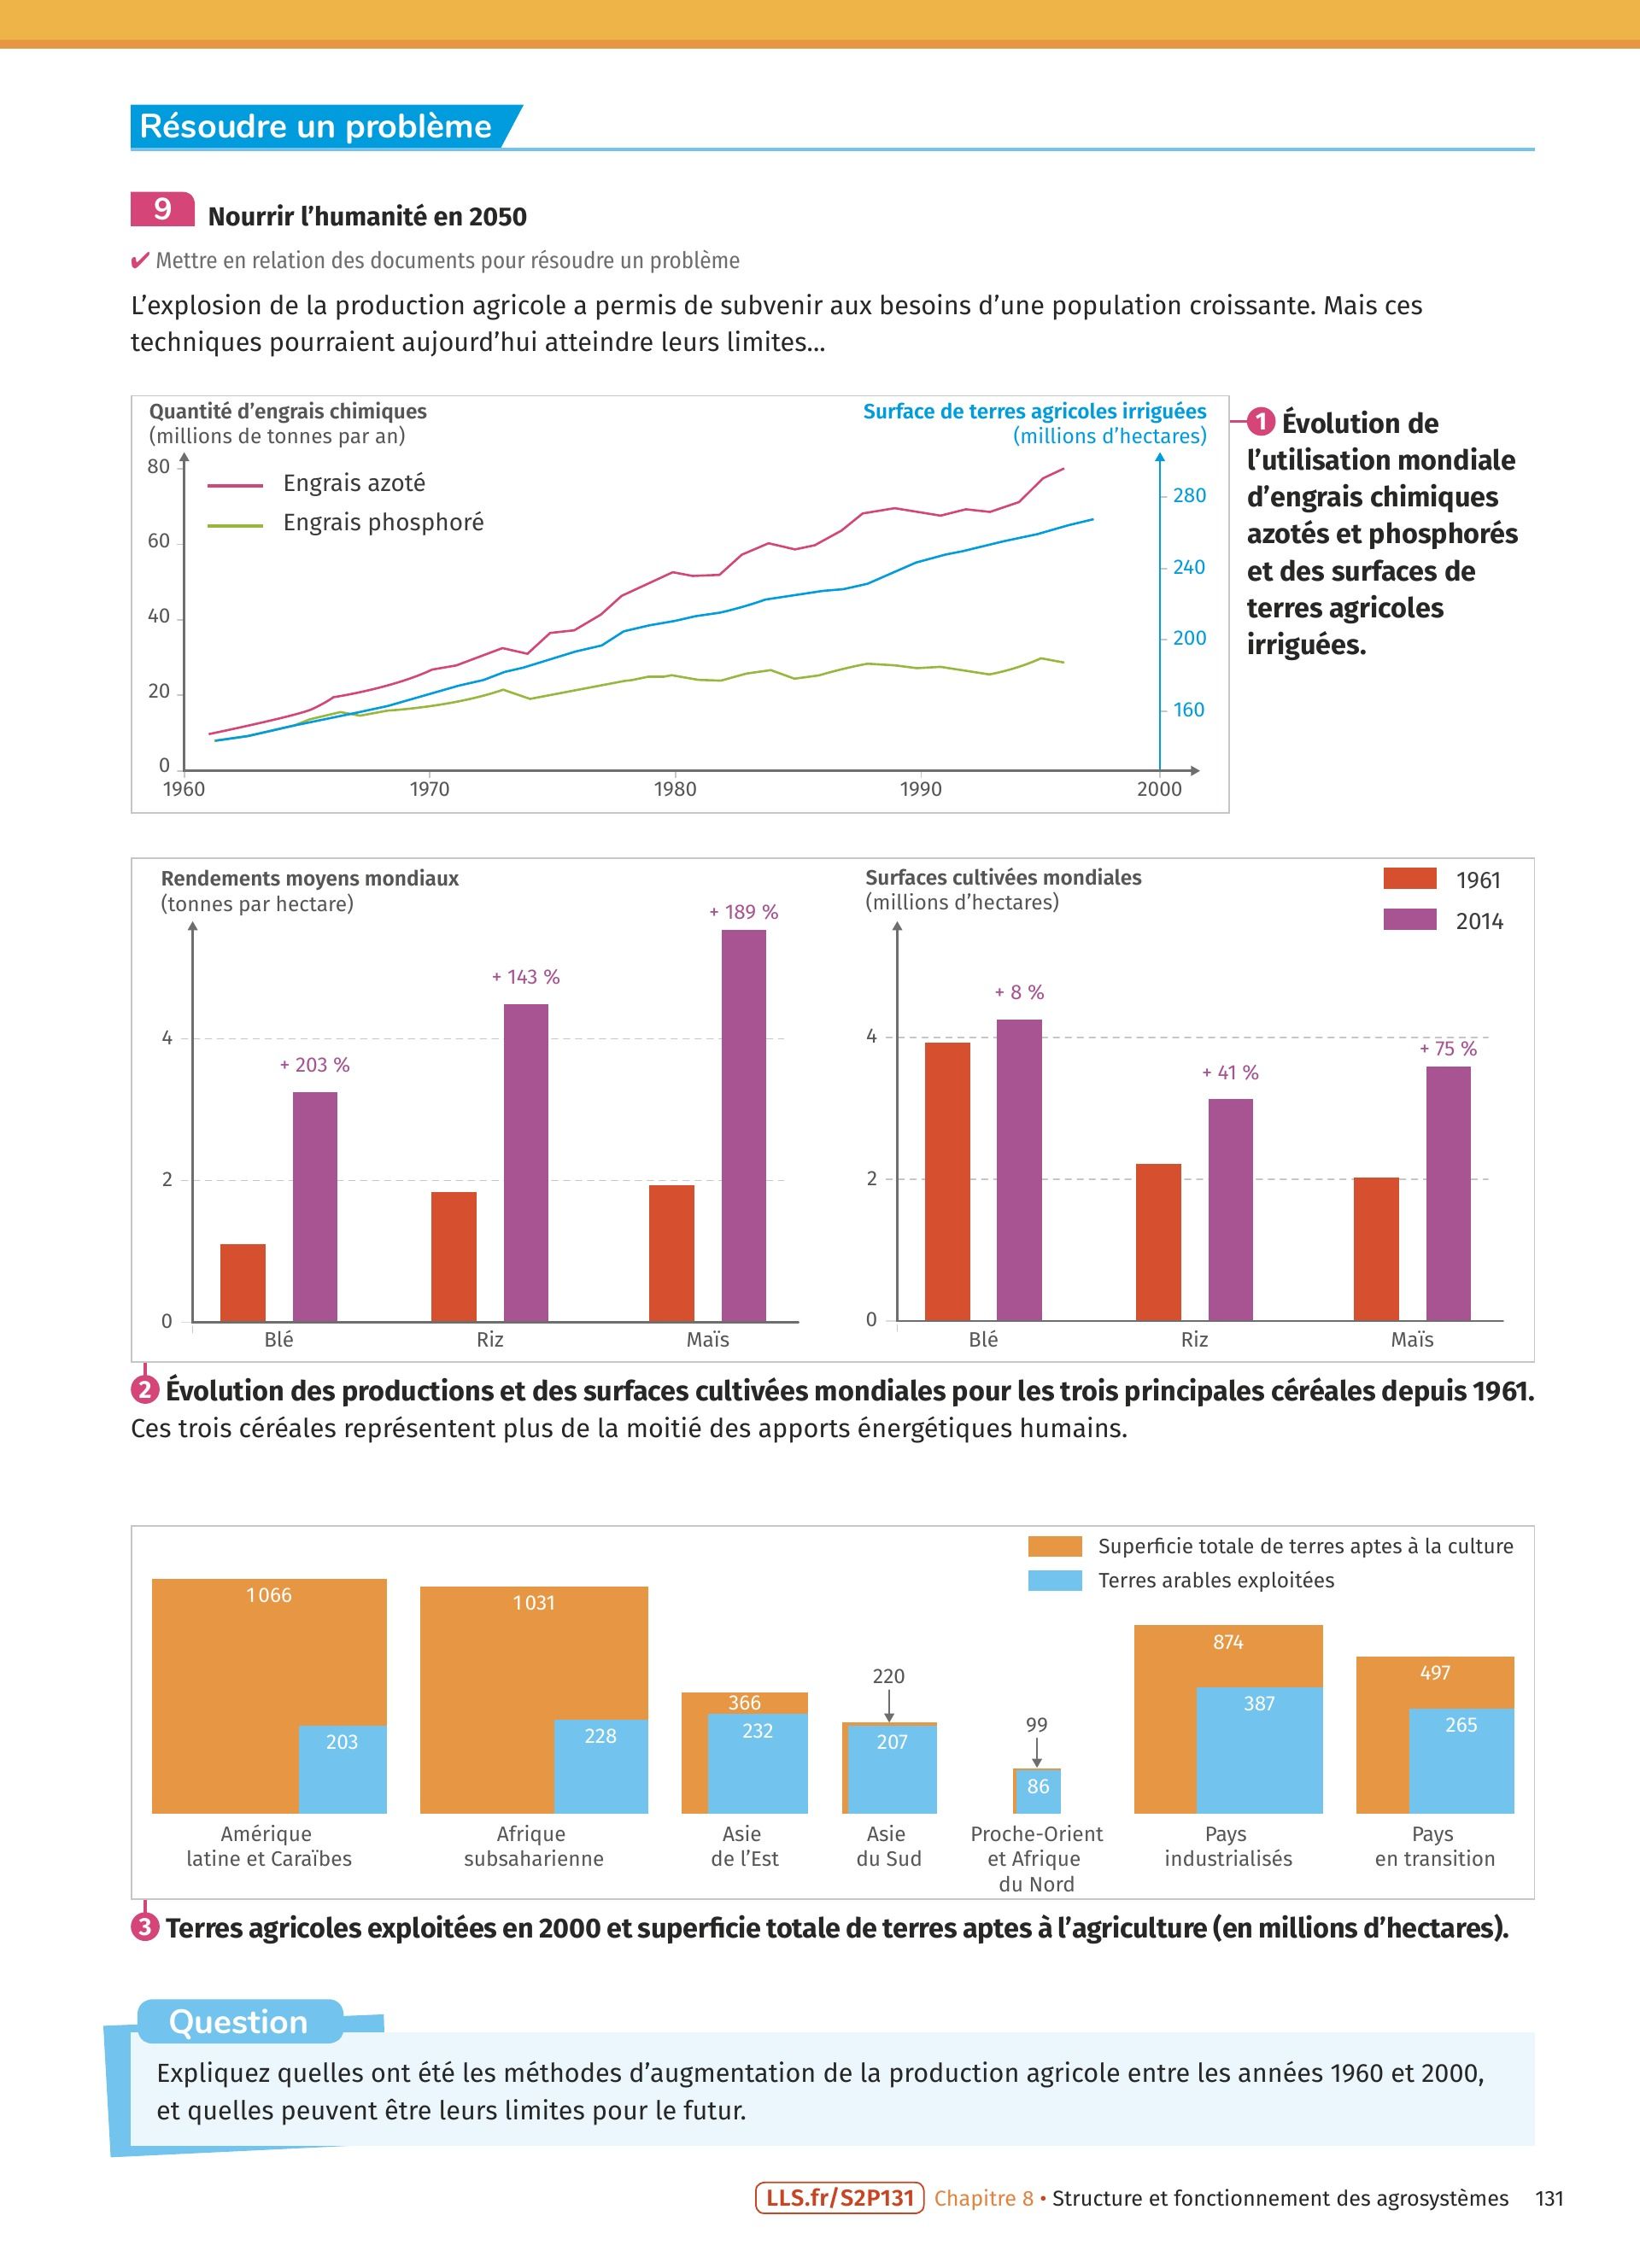 Résoudre un problème
9 Nourrir l'humanité en 2050
✔ Mettre en relation des documents pour résoudre un problème
L'explosion de la production agricole a permis de subvenir aux besoins d'une population croissante. Mais ces
techniques pourraient aujourd'hui atteindre leurs limites...
Quantité d'engrais chimiques
(millions de tonnes par an)
Surface de terres agricoles irriguées
(millions d'hectares)
80
60
40
20
0
Engrais azoté
Engrais phosphoré
280
240
200
160
1960 1970 1980 1990 2000
1 Évolution de
l'utilisation mondiale
d'engrais chimiques
azotés et phosphorés
et des surfaces de
terres agricoles
irriguées.
Rendements moyens mondiaux
(tonnes par hectare)
4
2
0
+ 203 %
+ 143 %
+ 189 %
Blé Riz Maïs
Surfaces cultivées mondiales
(millions d'hectares)
1961
2014
4
2
0
+ 8 %
+ 41 %
+ 75 %
Blé Riz Maïs
2 Évolution des productions et des surfaces cultivées mondiales pour les trois principales céréales depuis 1961.
Ces trois céréales représentent plus de la moitié des apports énergétiques humains.
Superficie totale de terres aptes à la culture
Terres arables exploitées
1 066
203
Amérique
latine et Caraïbes
1 031
228
Afrique
subsaharienne
366
232
Asie
de l'Est
220
207
Asie
du Sud
99
86
Proche-Orient
et Afrique
du Nord
874
387
Pays
industrialisés
497
265
Pays
en transition
3 Terres agricoles exploitées en 2000 et superficie totale de terres aptes à l'agriculture (en millions d'hectares).
Question
Expliquez quelles ont été les méthodes d'augmentation de la production agricole entre les années 1960 et 2000,
et quelles peuvent être leurs limites pour le futur.
LLS.fr/S2P131 Chapitre 8 • Structure et fonctionnement des agrosystèmes 131